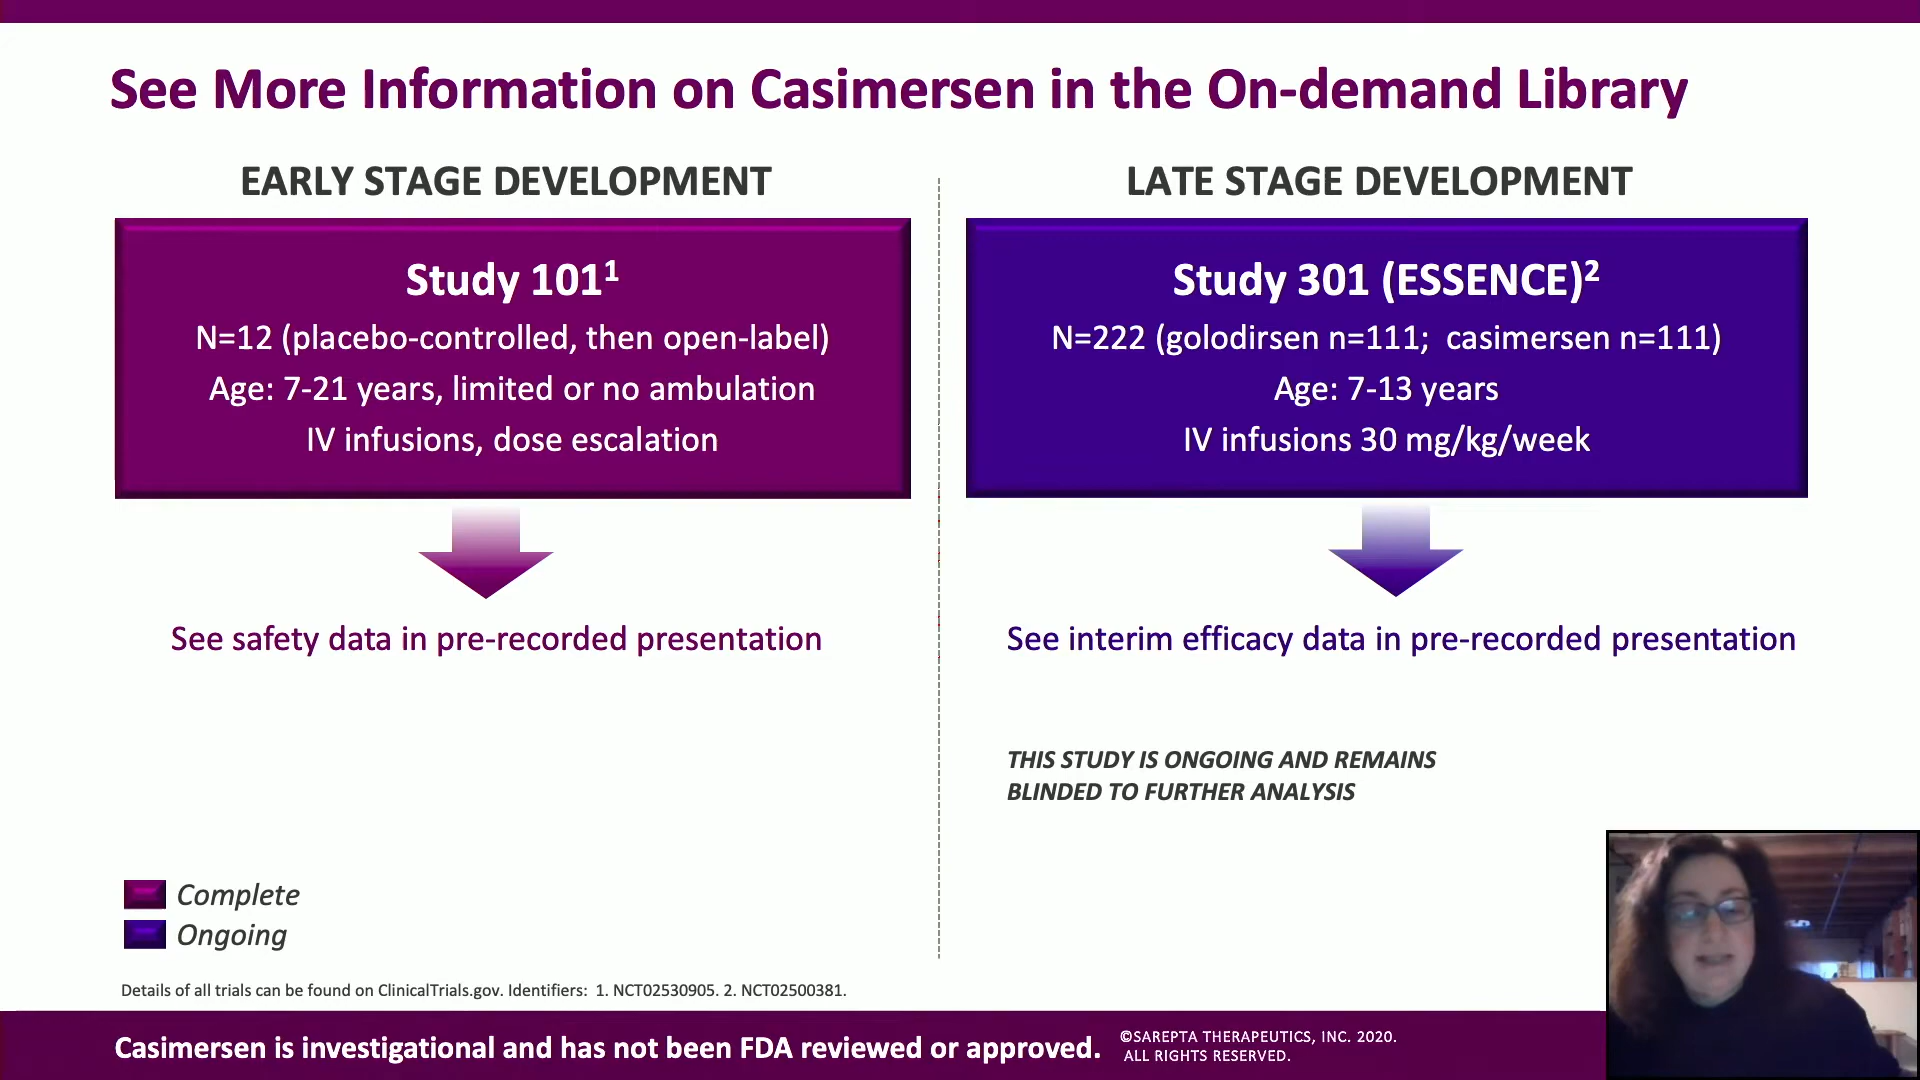 See More Information on Casimersen in the On-demand Library
EARLY STAGE DEVELOPMENT
Study 101¹
N=12 (placebo-controlled, then open-label)
Age: 7-21 years, limited or no ambulation
IV infusions, dose escalation
See safety data in pre-recorded presentation
LATE STAGE DEVELOPMENT
Study 301 (ESSENCE)²
N=222 (golodirsen n=111; casimersen n=111)
Age: 7-13 years
IV infusions 30 mg/kg/week
See interim efficacy data in pre-recorded presentation
THIS STUDY IS ONGOING AND REMAINS
BLINDED TO FURTHER ANALYSIS
Complete
Ongoing
Details of all trials can be found on ClinicalTrials.gov. Identifiers: 1. NCT02530905. 2. NCT02500381.
Casimersen is investigational and has not been FDA reviewed or approved.
©SAREPTA THERAPEUTICS, INC. 2020.
ALL RIGHTS RESERVED.